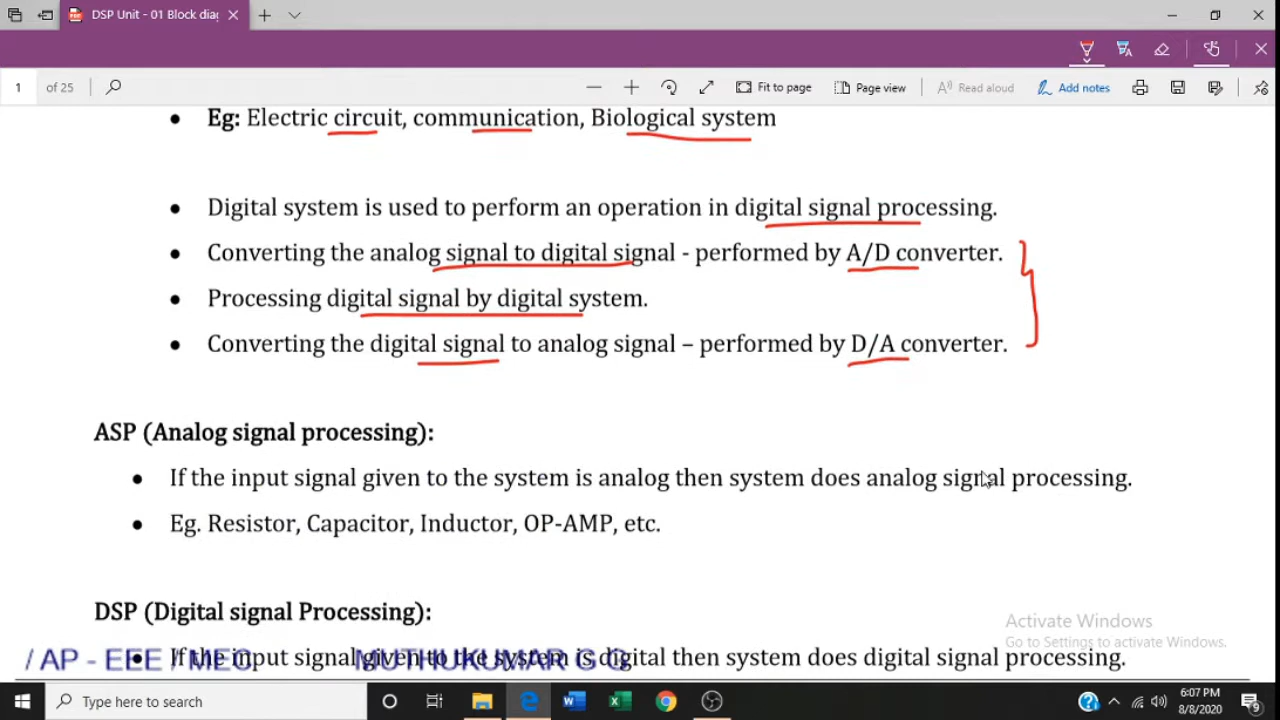 DSP Unit - 01 Block diag
1 of 25 Fit to page Page view Read aloud Add notes
• Eg: Electric circuit, communication, Biological system
• Digital system is used to perform an operation in digital signal processing.
• Converting the analog signal to digital signal - performed by A/D converter.
• Processing digital signal by digital system.
• Converting the digital signal to analog signal – performed by D/A converter.
ASP (Analog signal processing):
• If the input signal given to the system is analog then system does analog signal processing.
• Eg. Resistor, Capacitor, Inductor, OP-AMP, etc.
DSP (Digital signal Processing):
Activate Windows
Go to Settings to activate Windows.
• If the input signal given to the system is digital then system does digital signal processing.
/ AP - EEE / MEC MUTHUKUMAR G C
Type here to search
6:07 PM
8/8/2020
9